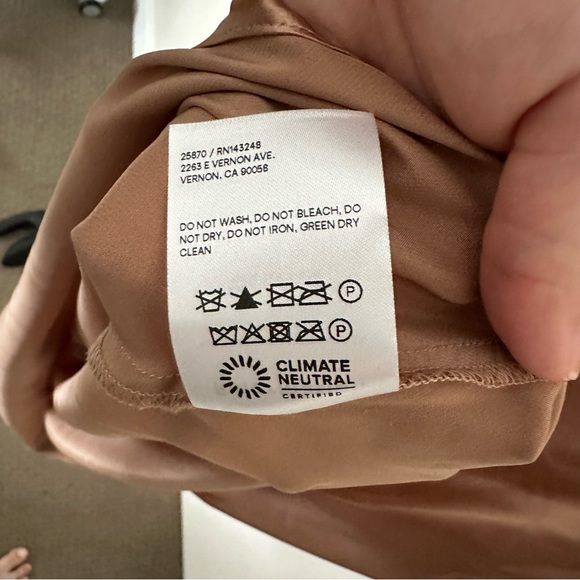 25870 / RN143248
2263 E VERNON AVE.
VERNON, CA 90058
DO NOT WASH, DO NOT BLEACH, DO
NOT DRY, DO NOT IRON, GREEN DRY
CLEAN
P
P
CLIMATE
NEUTRAL
CERTIFIED